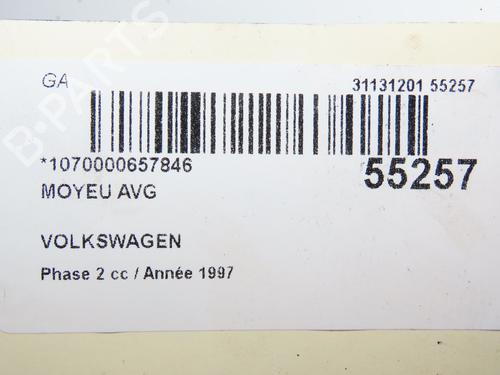 GA
31131201 55257
*1070000657846
55257
MOYEU AVG
VOLKSWAGEN
Phase 2 cc / Année 1997
B-PARTS